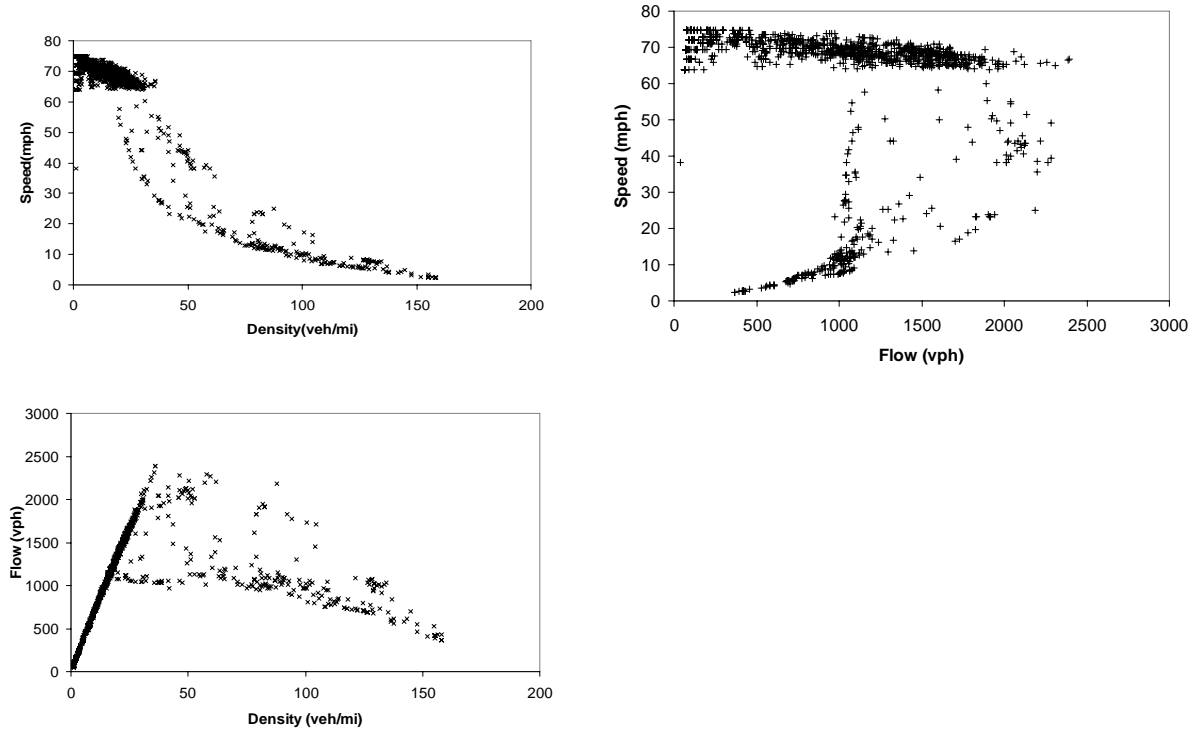 80
70
60
50
40
30
20
10
0
Speed(mph)
0 50 100 150 200
Density(veh/mi)
80
70
60
50
40
30
20
10
0
Speed (mph)
0 500 1000 1500 2000 2500 3000
Flow (vph)
3000
2500
2000
1500
1000
500
0
Flow (vph)
0 50 100 150 200
Density (veh/mi)